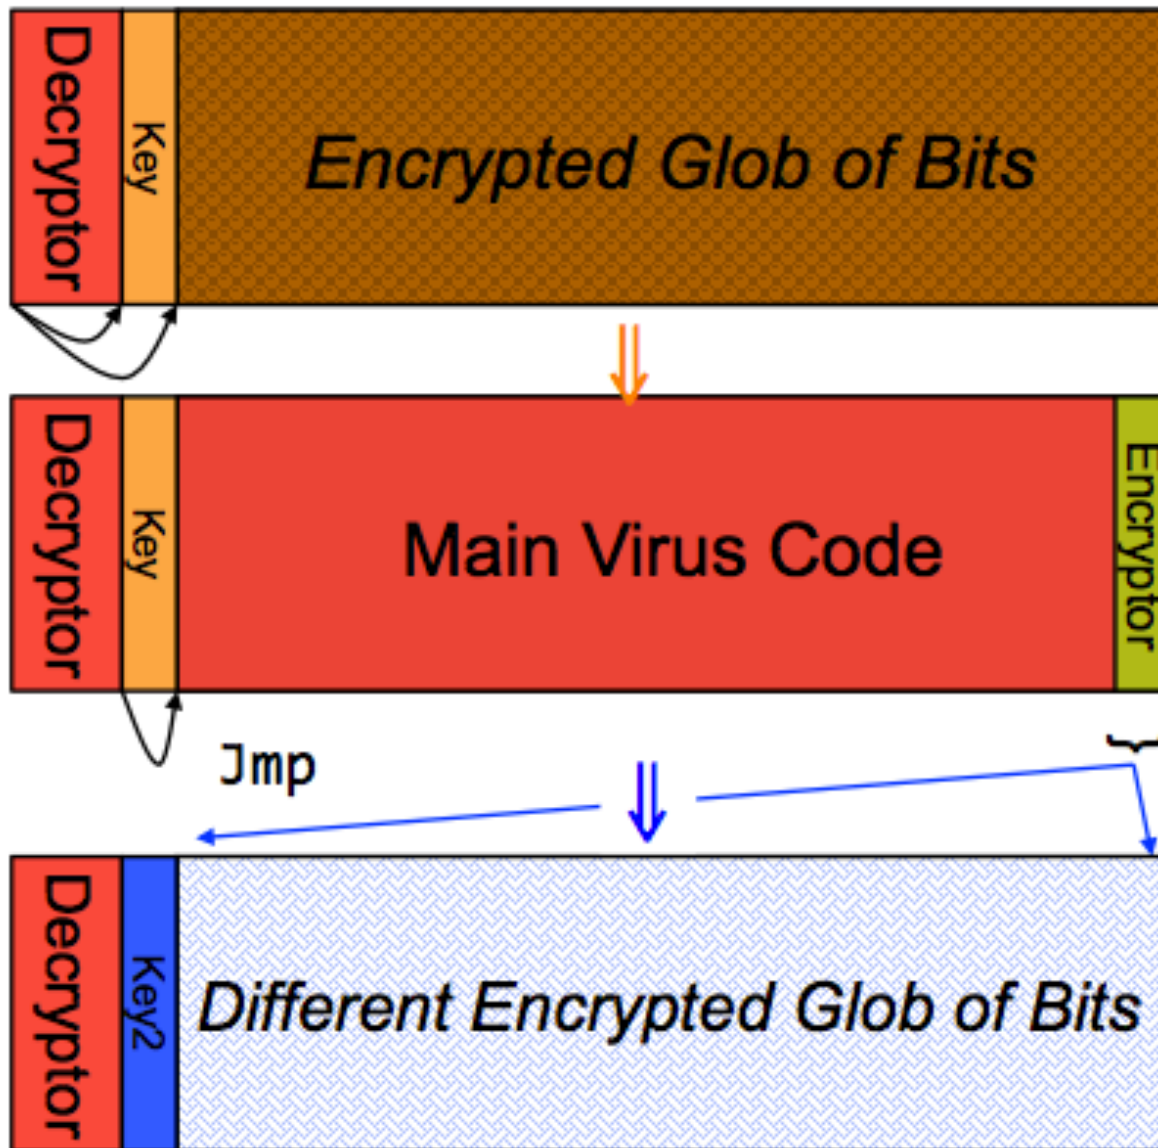 Decryptor
Key
Encrypted Glob of Bits
Decryptor
Key
Main Virus Code
Encryptor
Jmp
Decryptor
Key2
Different Encrypted Glob of Bits